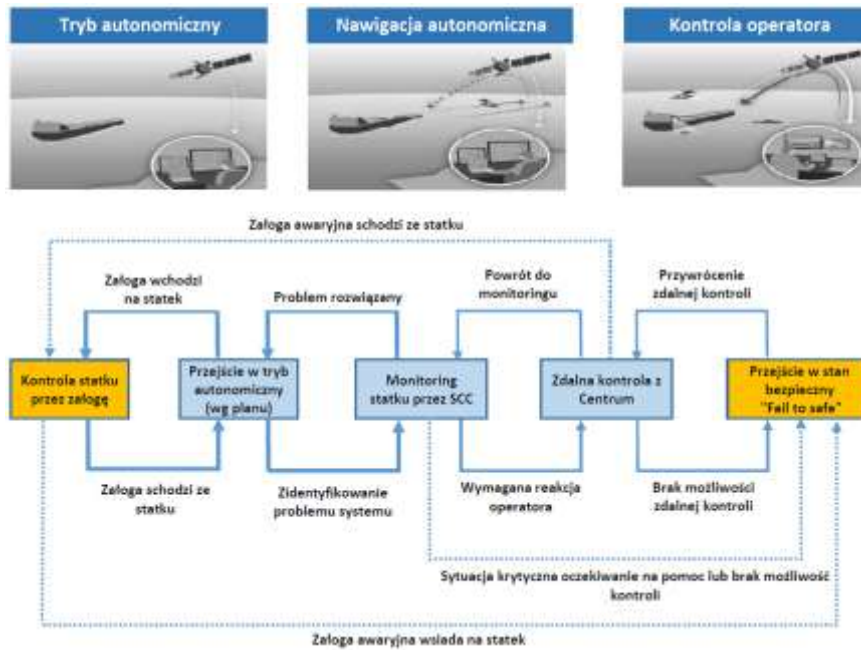 Tryb autonomiczny
Nawigacja autonomiczna
Kontrola operatora
Załoga awaryjna schodzi ze statku
Załoga wchodzi
na statek
Problem rozwiązany
Powrót do
monitoringu
Przywrócenie
zdalnej kontroli
Kontrola statku
przez załogę
Przejście w tryb
autonomiczny
(wg planu)
Monitoring
statku przez SCC
Zdalna kontrola z
Centrum
Przejście w stan
bezpieczny
"Fail to safe"
Załoga schodzi ze
statku
Zidentyfikowanie
problemu systemu
Wymagana reakcja
operatora
Brak możliwości
zdalnej kontroli
Sytuacja krytyczna oczekiwanie na pomoc lub brak możliwość
kontroli
Załoga awaryjna wsiada na statek